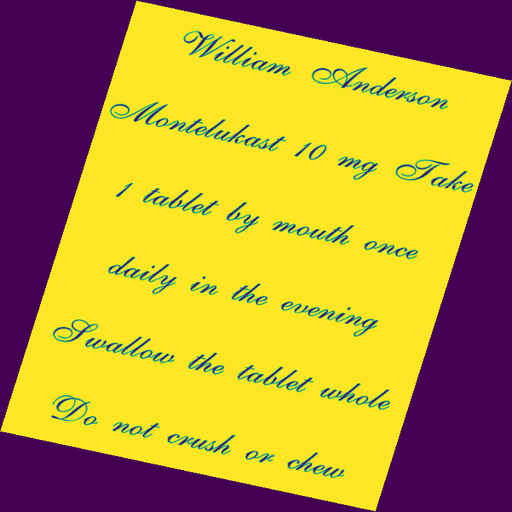 William Anderson
Montelukast 10 mg Take
1 tablet by mouth once
daily in the evening
Swallow the tablet whole
Do not crush or chew